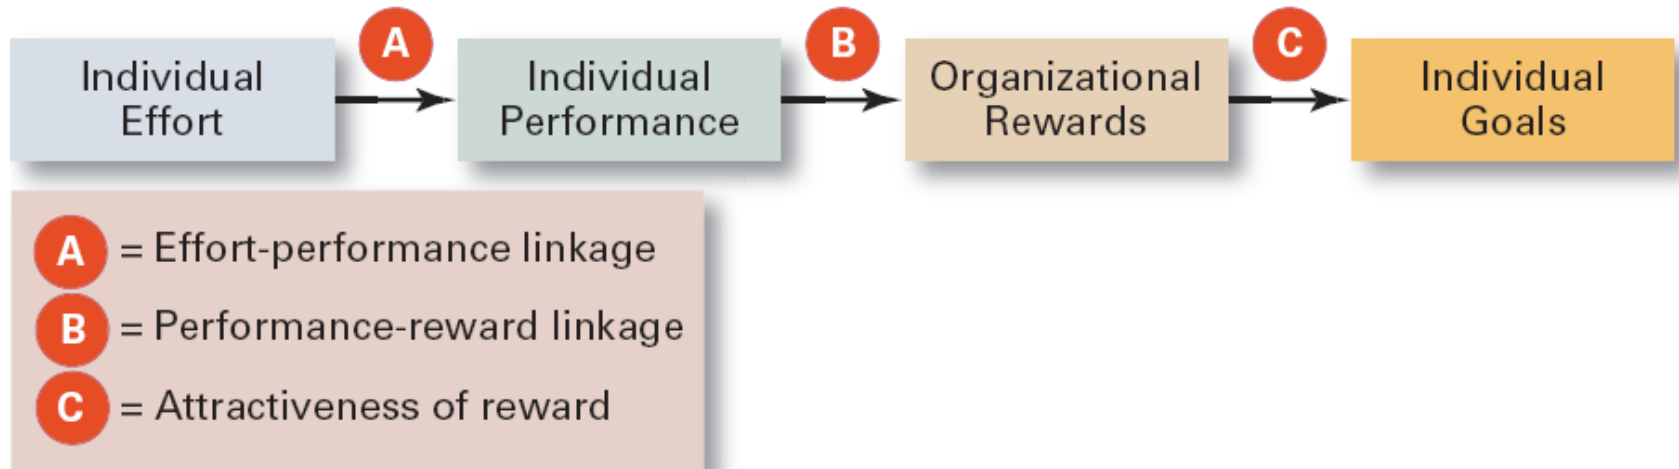 A
B
C
Individual
Effort
Individual
Performance
Organizational
Rewards
Individual
Goals
A = Effort-performance linkage
B = Performance-reward linkage
C = Attractiveness of reward